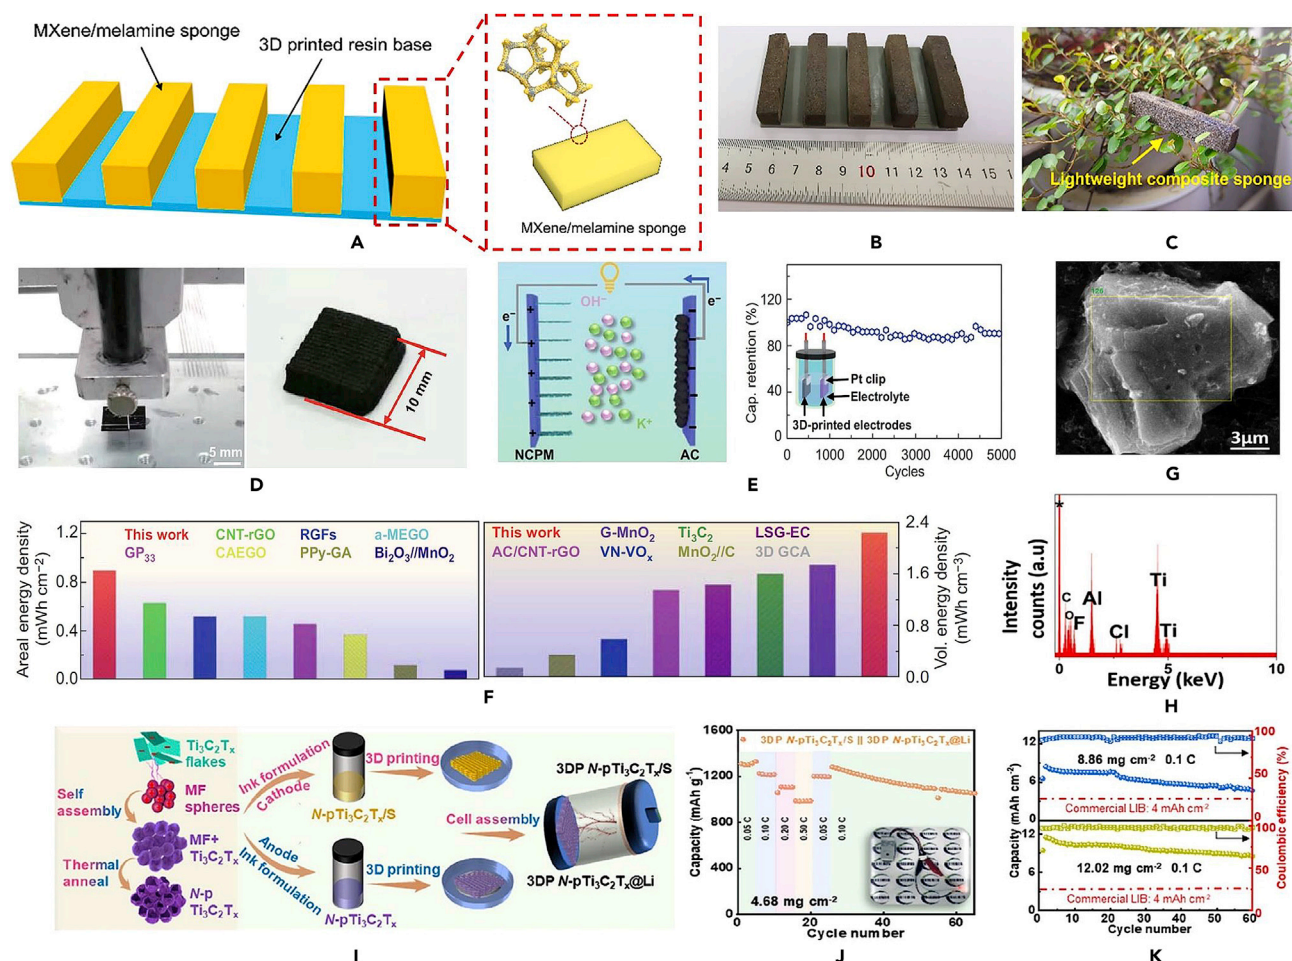 MXene/melamine sponge
3D printed resin base
MXene/melamine sponge
A
4 5 6 7 8 9 10 11 12 13 14 15
B
Lightweight composite sponge
C
5 mm
10 mm
D
OH⁻
e⁻
e⁻
K⁺
NCPM
AC
Cap. retention (%)
120
80
40
0
Pt clip
Electrolyte
3D-printed electrodes
0 1000 2000 3000 4000 5000
Cycles
E
126
3μm
G
Areal energy density
(mWh cm⁻²)
1.2
0.8
0.4
0.0
This work CNT-rGO RGFs a-MEGO
GP₃₃ CAEGO PPy-GA Bi₂O₃//MnO₂
This work G-MnO₂ Ti₃C₂ LSG-EC
AC/CNT-rGO VN-VOₓ MnO₂//C 3D GCA
2.4
1.6
0.8
0.0
Vol. energy density
(mWh cm⁻³)
F
Intensity
counts (a.u)
*
C
O
F
Al
Cl
Ti
Ti
0 5 10
Energy (keV)
H
Ti₃C₂Tₓ
flakes
Self
assembly
MF
spheres
MF+
Ti₃C₂Tₓ
Thermal
anneal
N-p
Ti₃C₂Tₓ
Ink formulation
Cathode
N-pTi₃C₂Tₓ/S
3D printing
Anode
Ink formulation
N-pTi₃C₂Tₓ
3D printing
Cell assembly
3DP N-pTi₃C₂Tₓ/S
3DP N-pTi₃C₂Tₓ@Li
I
Capacity (mAh g⁻¹)
1600
1200
800
400
0
3DP N-pTi₃C₂Tₓ/S || 3DP N-pTi₃C₂Tₓ@Li
0.05 C
0.10 C
0.20 C
0.50 C
0.05 C
0.10 C
4.68 mg cm⁻²
0 20 40 60
Cycle number
J
Capacity (mAh cm⁻²)
12
6
0
8.86 mg cm⁻² 0.1 C
Commercial LIB: 4 mAh cm⁻²
100
50
0
Capacity (mAh cm⁻²)
12
6
0
12.02 mg cm⁻² 0.1 C
Commercial LIB: 4 mAh cm⁻²
100
50
0
Coulombic efficiency (%)
0 10 20 30 40 50 60
Cycle number
K